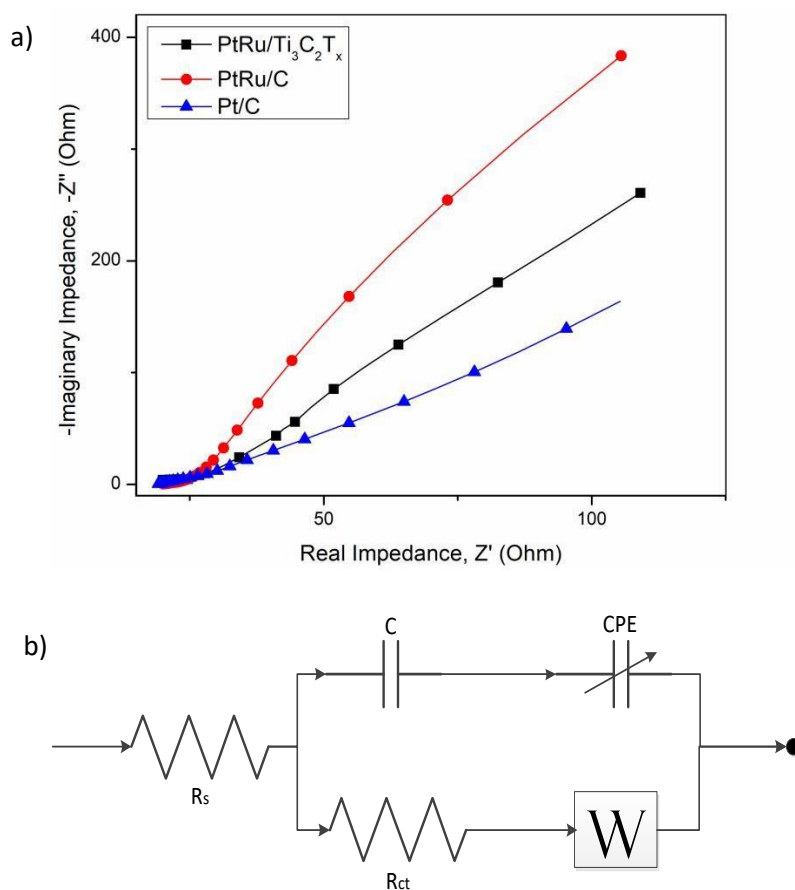 a)
400
200
0
-Imaginary Impedance, -Z" (Ohm)
PtRu/Ti₃C₂Tₓ
PtRu/C
Pt/C
50
100
Real Impedance, Z' (Ohm)
b)
C
CPE
Rs
Rct
W